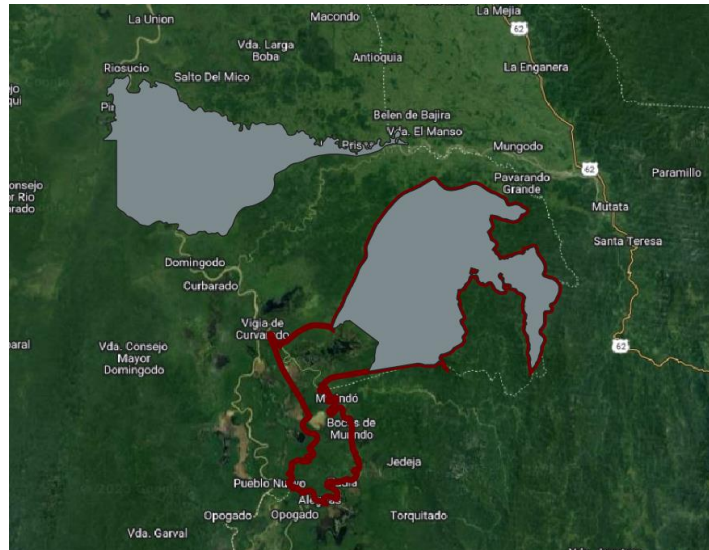 La Union
Macondo
La Mejia
62
Vda. Larga
Boba
Antioquia
La Enganera
Riosucio
Salto Del Mico
Belen de Bajira
Vda. El Manso
Mungodo
62
Pavarando
Grande
Paramillo
Mutata
Santa Teresa
Domingodo
Curbarado
Vigia de
Curvarado
62
Vda. Consejo
Mayor
Domingodo
Murindó
Bocas de
Murindo
Jedeja
Pueblo Nuevo
Opogado
Opogado
Torquitado
Vda. Garval